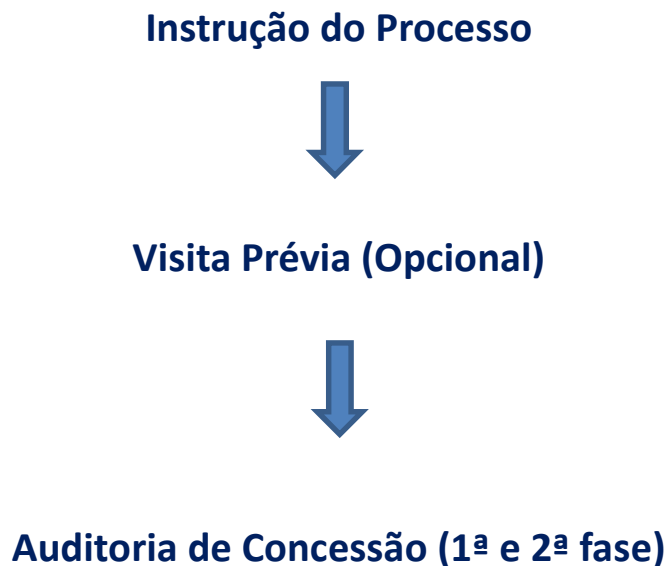 Instrução do Processo
Visita Prévia (Opcional)
Auditoria de Concessão (1ª e 2ª fase)